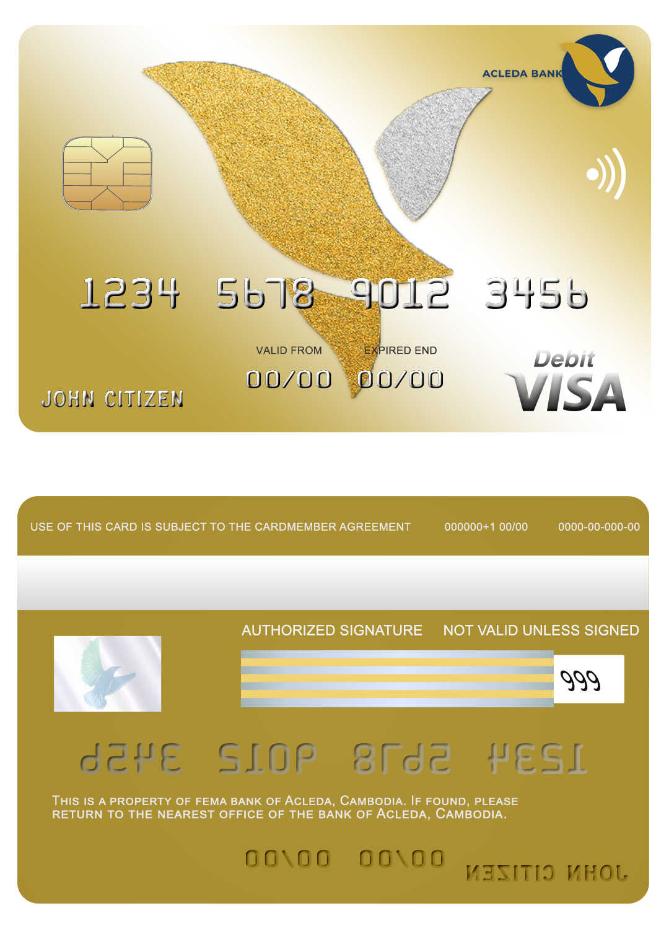 ACLEDA BANK
1234 5678 9012 3456
VALID FROM EXPIRED END
00/00 00/00
JOHN CITIZEN
Debit
VISA
USE OF THIS CARD IS SUBJECT TO THE CARDMEMBER AGREEMENT 000000+1 00/00 0000-00-000-00
AUTHORIZED SIGNATURE NOT VALID UNLESS SIGNED
999
1234 5678 9012 3456
THIS IS A PROPERTY OF FEMA BANK OF ACLEDA, CAMBODIA. IF FOUND, PLEASE
RETURN TO THE NEAREST OFFICE OF THE BANK OF ACLEDA, CAMBODIA.
00/00 00/00
JOHN CITIZEN